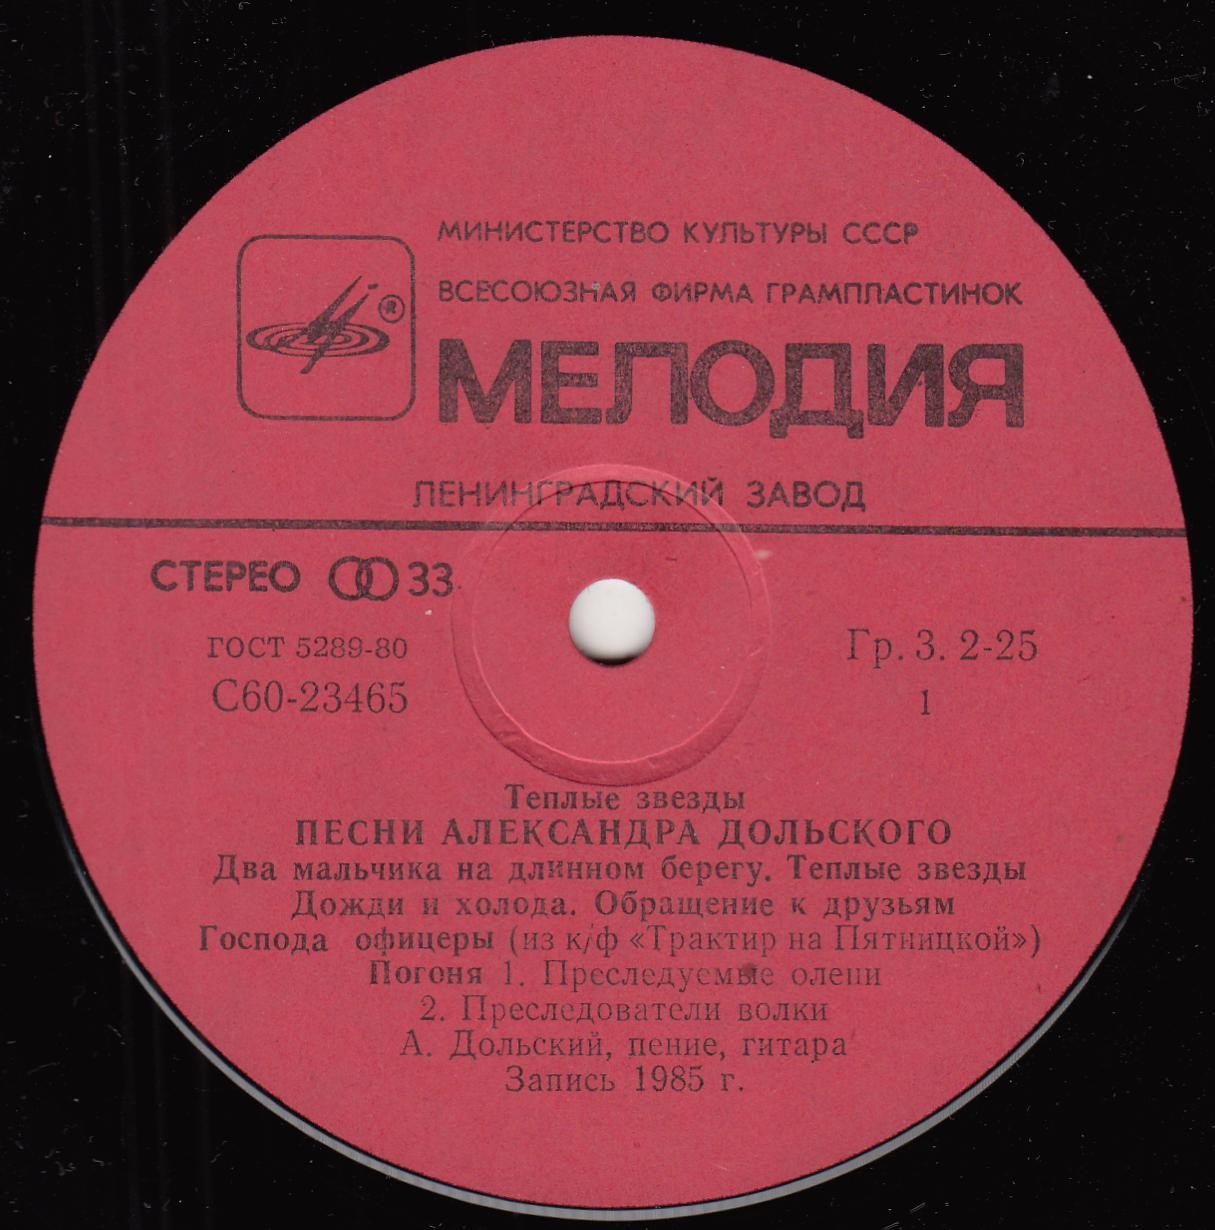 МИНИСТЕРСТВО КУЛЬТУРЫ СССР
ВСЕСОЮЗНАЯ ФИРМА ГРАМПЛАСТИНОК
®
МЕЛОДИЯ
ЛЕНИНГРАДСКИЙ ЗАВОД
СТЕРЕО 33
ГОСТ 5289-80
Гр. 3. 2-25
С60-23465
1
Теплые звезды
ПЕСНИ АЛЕКСАНДРА ДОЛЬСКОГО
Два мальчика на длинном берегу. Теплые звезды
Дожди и холода. Обращение к друзьям
Господа офицеры (из к/ф «Трактир на Пятницкой»)
Погоня 1. Преследуемые олени
2. Преследователи волки
А. Дольский, пение, гитара
Запись 1985 г.